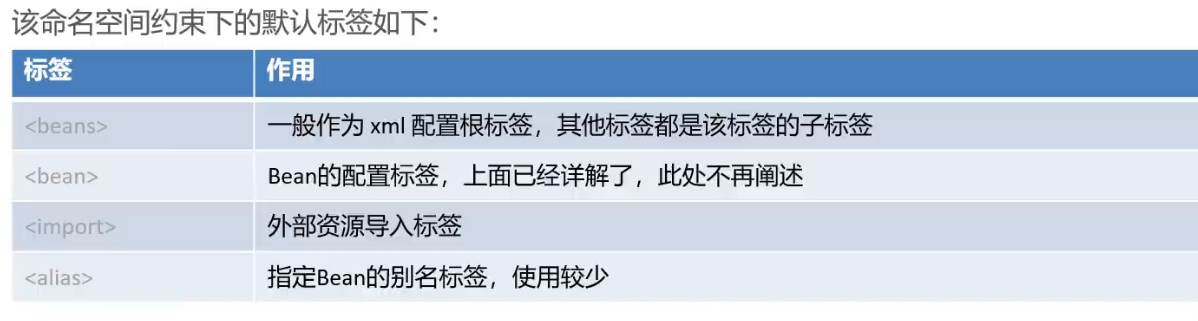 该命名空间约束下的默认标签如下：
标签 作用
<beans> 一般作为 xml 配置根标签，其他标签都是该标签的子标签
<bean> Bean的配置标签，上面已经详解了，此处不再阐述
<import> 外部资源导入标签
<alias> 指定Bean的别名标签，使用较少